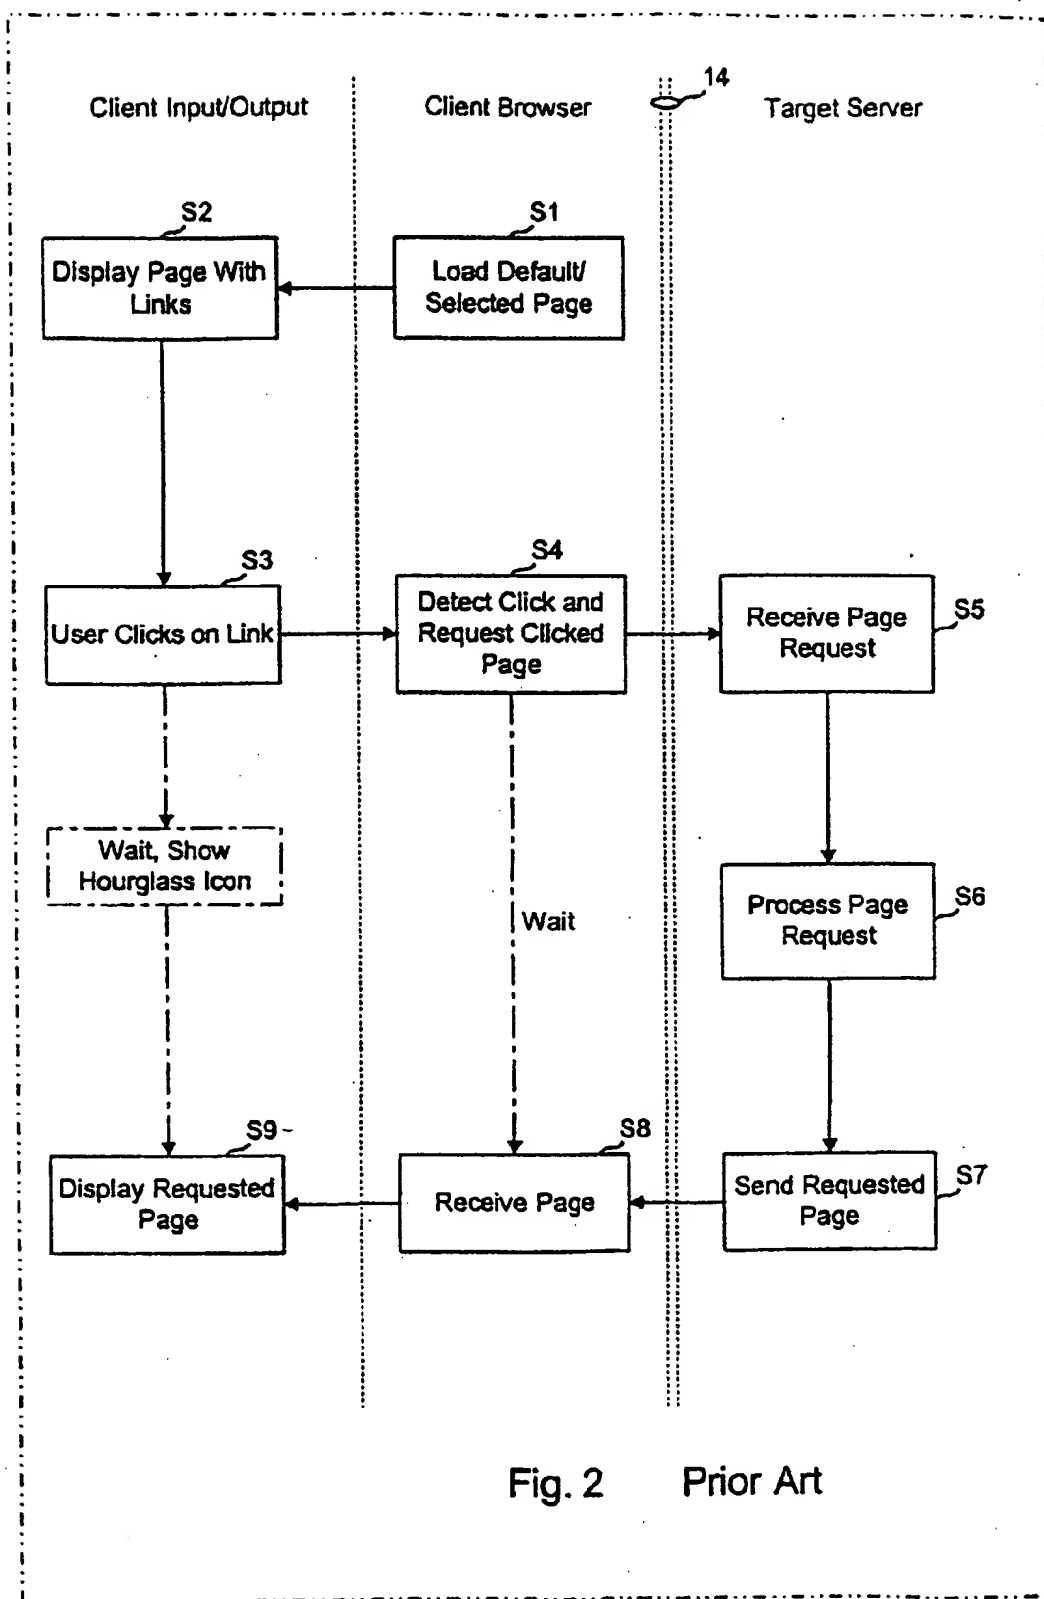 14
Client Input/Output
Client Browser
Target Server
S2
S1
Display Page With
Links
Load Default/
Selected Page
S3
S4
S5
User Clicks on Link
Detect Click and
Request Clicked
Page
Receive Page
Request
Wait, Show
Hourglass Icon
Wait
S6
Process Page
Request
S9
S8
S7
Display Requested
Page
Receive Page
Send Requested
Page
Fig. 2
Prior Art